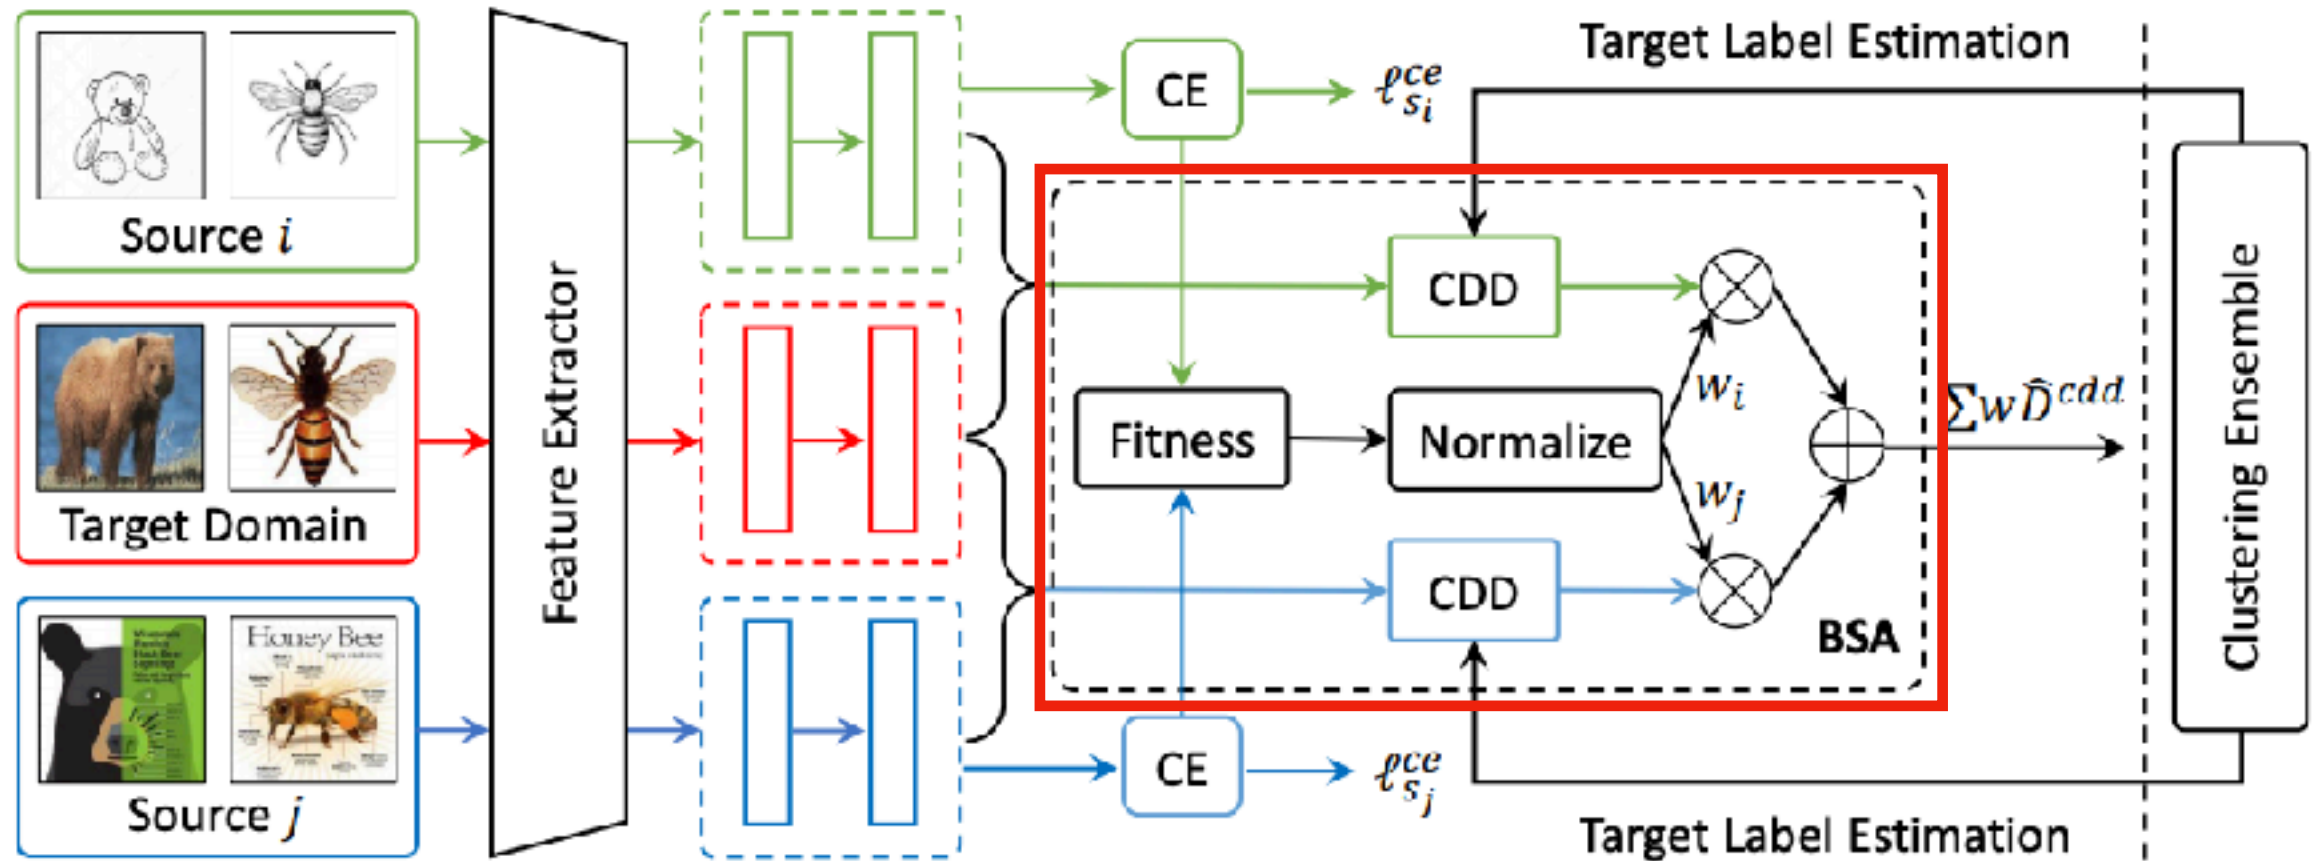 Source i
Target Domain
Source j
Honey Bee
Feature Extractor
CE
ℓ^{ce}_{s_i}
Target Label Estimation
CDD
Fitness
Normalize
w_i
w_j
CDD
BSA
∑wD̂^{cdd}
Clustering Ensemble
CE
ℓ^{ce}_{s_j}
Target Label Estimation